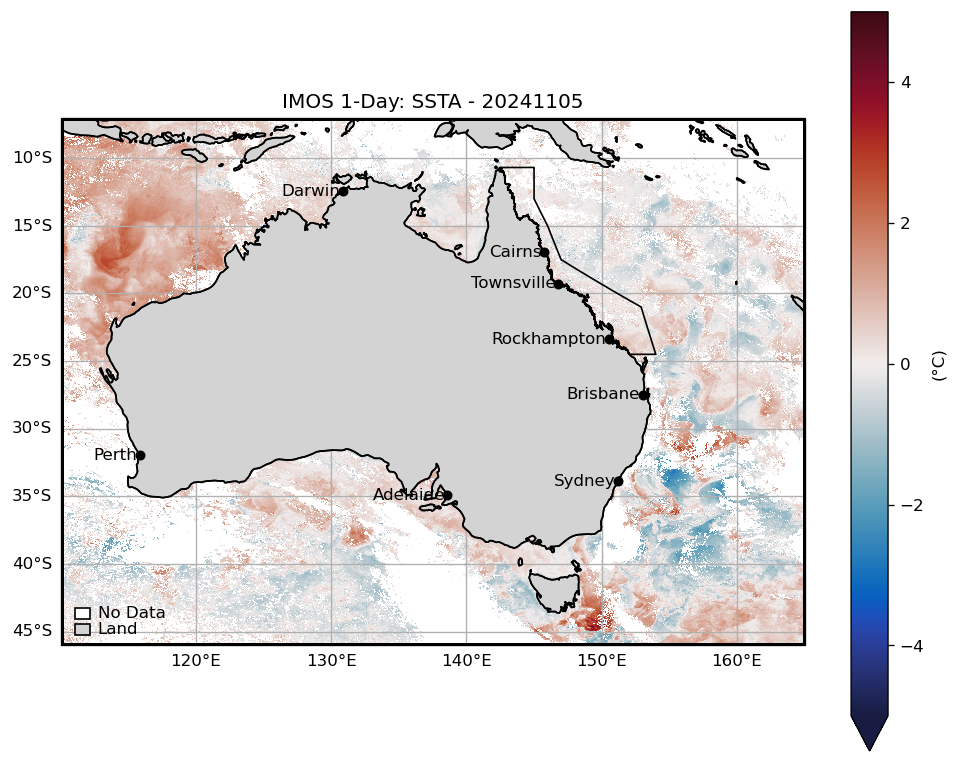 IMOS 1-Day: SSTA - 20241105
10°S
15°S
20°S
25°S
30°S
35°S
40°S
45°S
Darwin
Cairns
Townsville
Rockhampton
Brisbane
Perth
Sydney
Adelaide
No Data
Land
120°E 130°E 140°E 150°E 160°E
4
2
0
−2
−4
(°C)